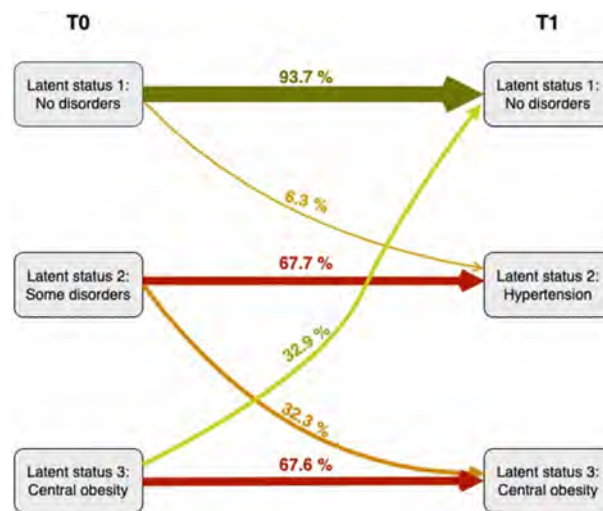 T0
T1
Latent status 1:
No disorders
93.7 %
Latent status 1:
No disorders
6.3 %
Latent status 2:
Some disorders
67.7 %
Latent status 2:
Hypertension
32.9 %
32.3 %
Latent status 3:
Central obesity
67.6 %
Latent status 3:
Central obesity